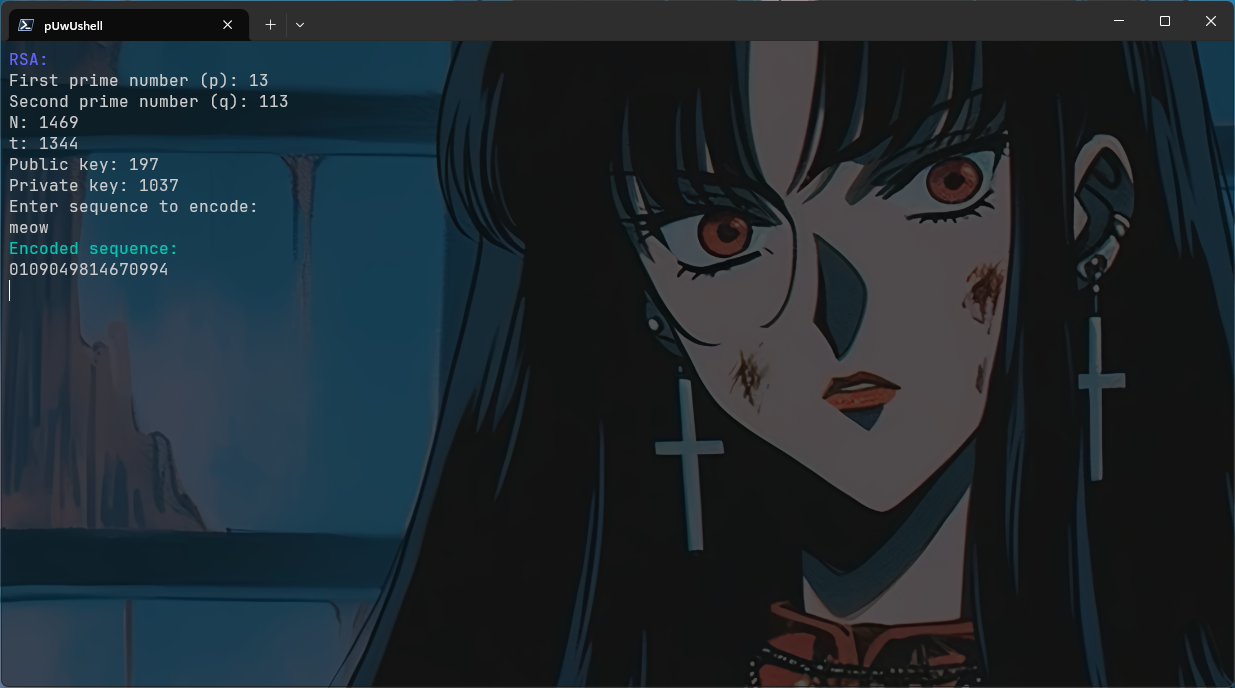 pUwUshell
RSA:
First prime number (p): 13
Second prime number (q): 113
N: 1469
t: 1344
Public key: 197
Private key: 1037
Enter sequence to encode:
meow
Encoded sequence:
0109049814670994